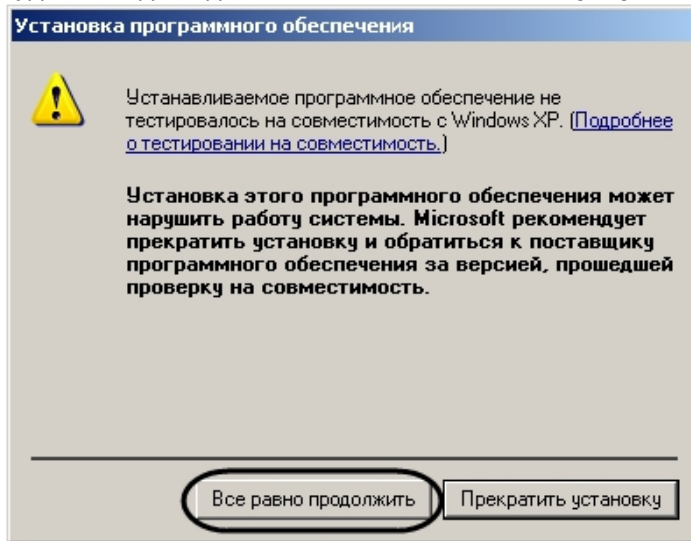 Установка программного обеспечения
Устанавливаемое программное обеспечение не
тестировалось на совместимость с Windows XP. (Подробнее
о тестировании на совместимость.)
Установка этого программного обеспечения может
нарушить работу системы. Microsoft рекомендует
прекратить установку и обратиться к поставщику
программного обеспечения за версией, прошедшей
проверку на совместимость.
Все равно продолжить Прекратить установку